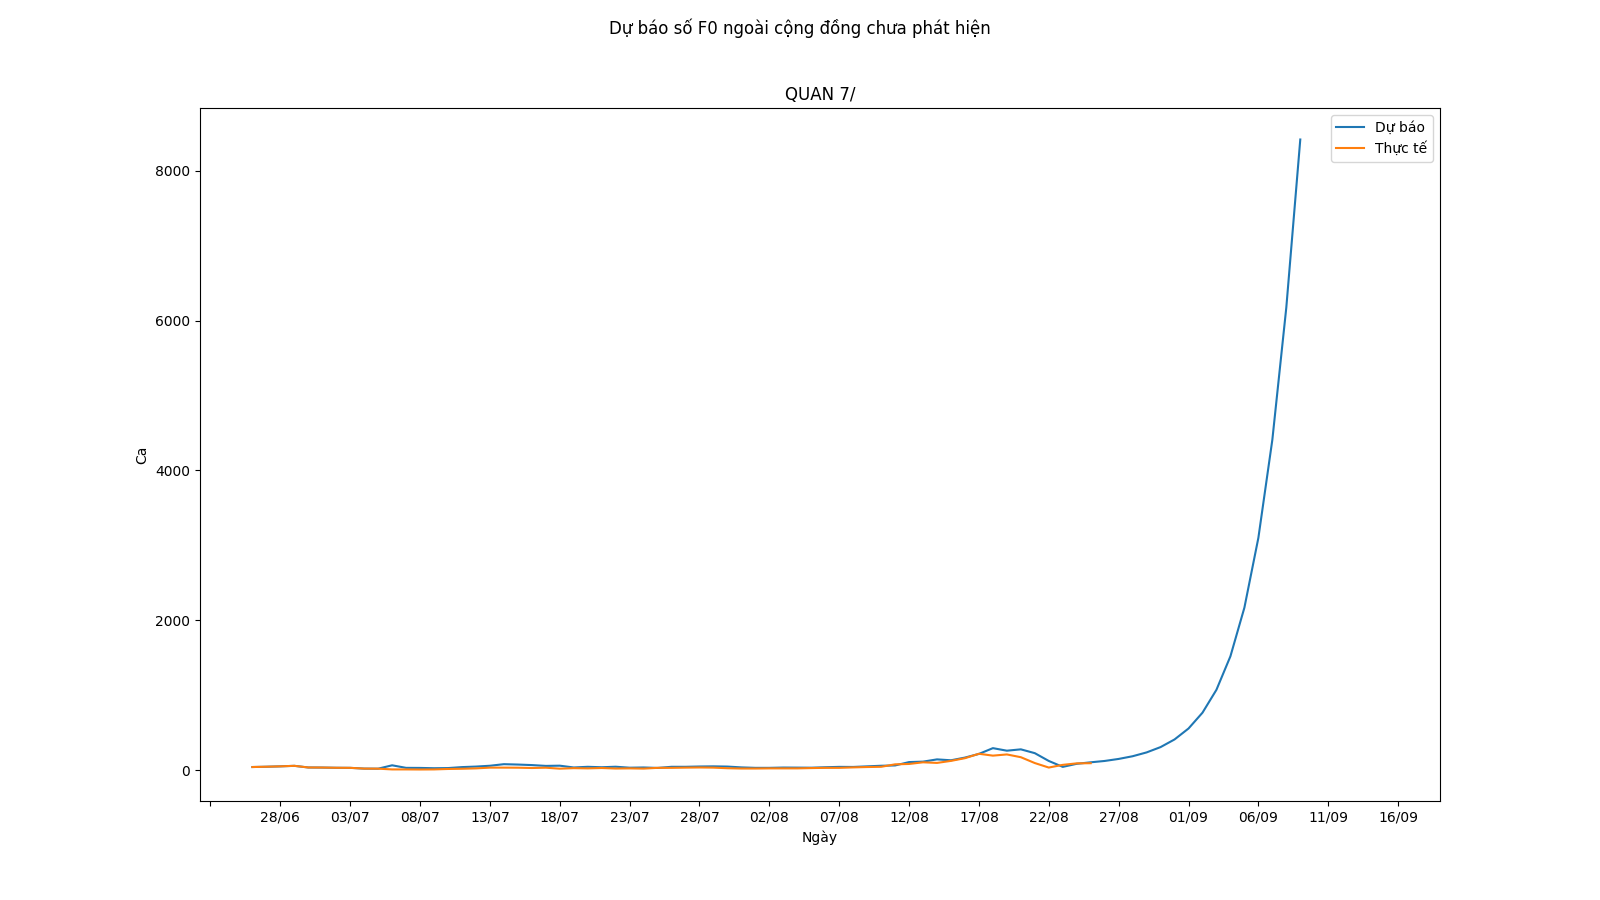 Dự báo số F0 ngoài cộng đồng chưa phát hiện
QUAN 7/
Dự báo
Thực tế
8000
6000
4000
2000
0
Ca
28/06 03/07 08/07 13/07 18/07 23/07 28/07 02/08 07/08 12/08 17/08 22/08 27/08 01/09 06/09 11/09 16/09
Ngày